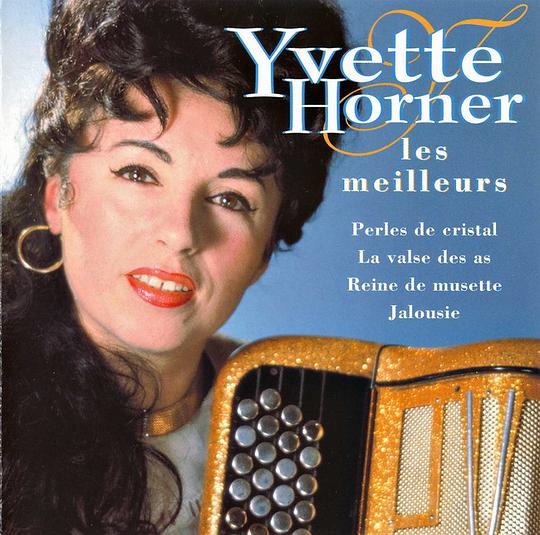 Yvette
Horner
les
meilleurs
Perles de cristal
La valse des as
Reine de musette
Jalousie